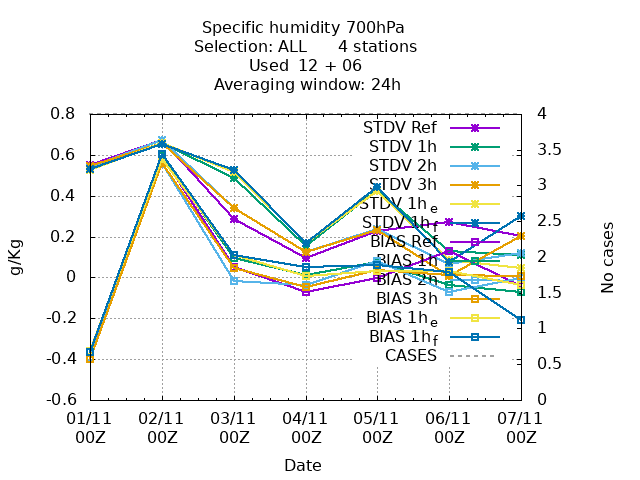 Specific humidity 700hPa
Selection: ALL 4 stations
Used 12 + 06
Averaging window: 24h
0.8
0.6
0.4
0.2
0
-0.2
-0.4
-0.6
g/Kg
4
3.5
3
2.5
2
1.5
1
0.5
0
No cases
STDV Ref
STDV 1h
STDV 2h
STDV 3h
STDV 1he
STDV 1hf
BIAS Ref
BIAS 1h
BIAS 2h
BIAS 3h
BIAS 1he
BIAS 1hf
CASES
01/11 02/11 03/11 04/11 05/11 06/11 07/11
00Z 00Z 00Z 00Z 00Z 00Z 00Z
Date